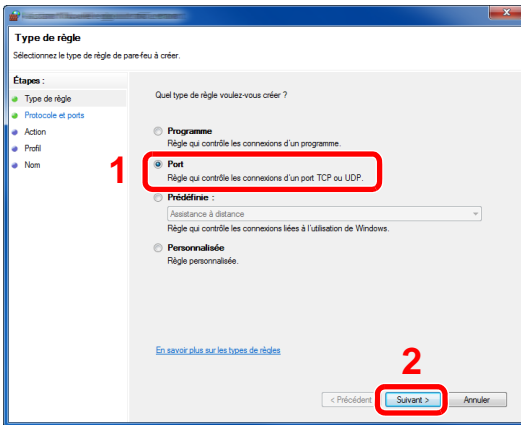 Type de règle
Sélectionnez le type de règle de pare-feu à créer.
Étapes :
Type de règle
Protocole et ports
Action
Profil
Nom
Quel type de règle voulez-vous créer ?
Programme
Règle qui contrôle les connexions d'un programme.
1
Port
Règle qui contrôle les connexions d'un port TCP ou UDP.
Prédéfinie :
Assistance à distance
Règle qui contrôle les connexions liées à l'utilisation de Windows.
Personnalisée
Règle personnalisée.
En savoir plus sur les types de règles
2
< Précédent
Suivant >
Annuler